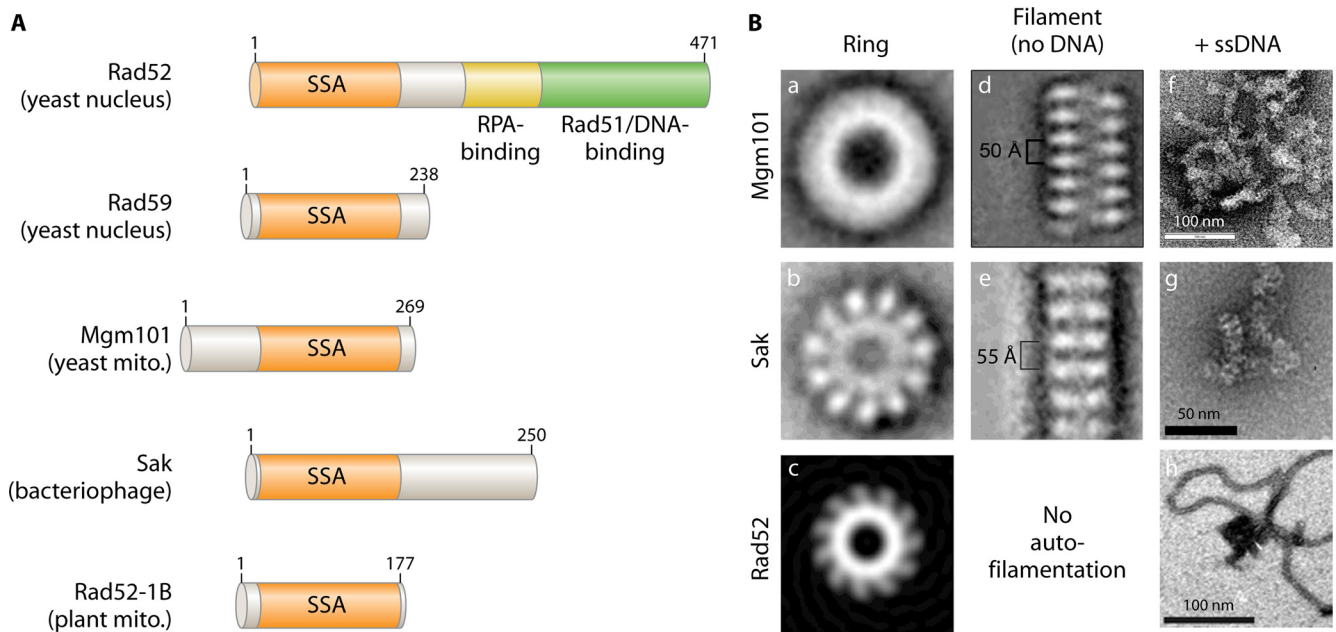 A
1
471
Rad52
(yeast nucleus)
SSA
RPA-
binding
Rad51/DNA-
binding
1
238
Rad59
(yeast nucleus)
SSA
1
269
Mgm101
(yeast mito.)
SSA
1
250
Sak
(bacteriophage)
SSA
1
177
Rad52-1B
(plant mito.)
SSA
B
Ring
Filament
(no DNA)
+ ssDNA
Mgm101
a
d
50 Å
f
100 nm
Sak
b
e
55 Å
g
50 nm
Rad52
c
No
auto-
filamentation
h
100 nm